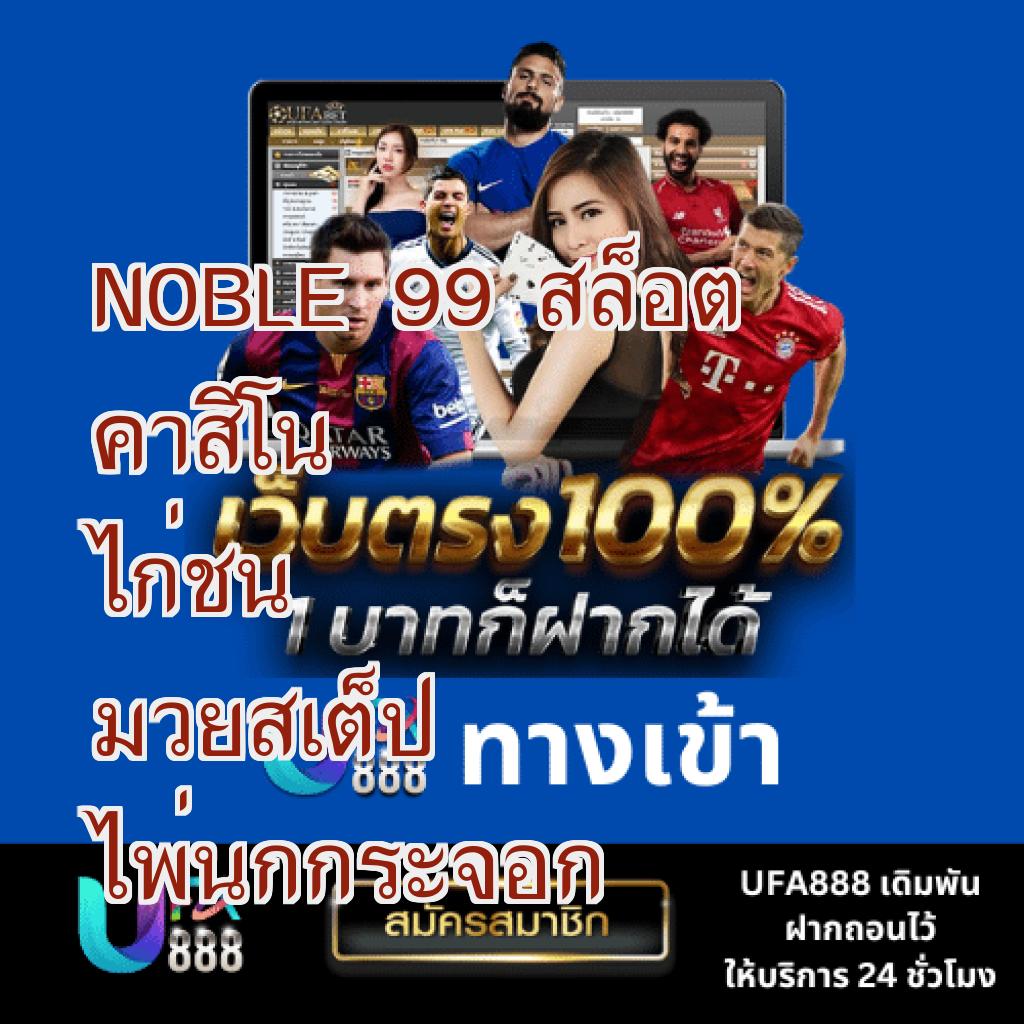 UFABET
NOBLE 99 สล็อต
คาสิโน
QATAR
AIRWAYS
เว็บตรง100%
ไก่ชน
1 บาทก็ฝากได้
มวยสเต็ป
888 ทางเข้า
ไพ่นกกระจอก
888
สมัครสมาชิก
UFA888 เดิมพัน
ฝากถอนไว้
ให้บริการ 24 ชั่วโมง